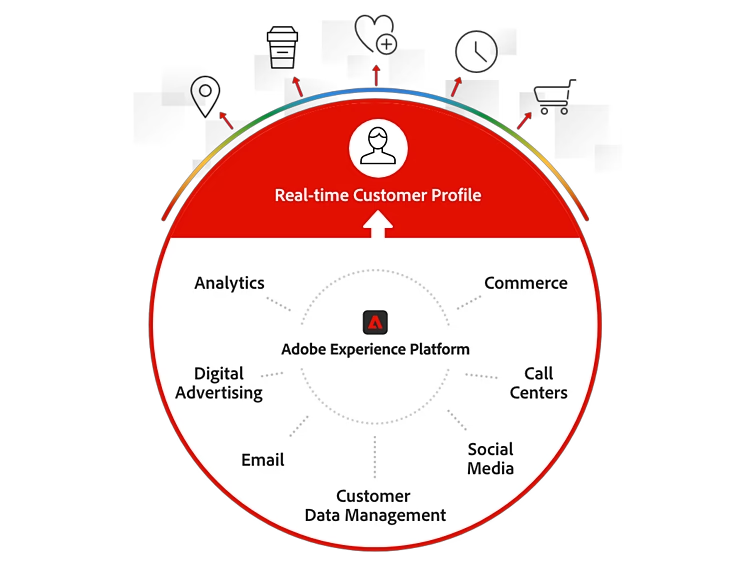 Real-time Customer Profile
Analytics
Commerce
Adobe Experience Platform
Digital
Advertising
Call
Centers
Email
Social
Media
Customer
Data Management